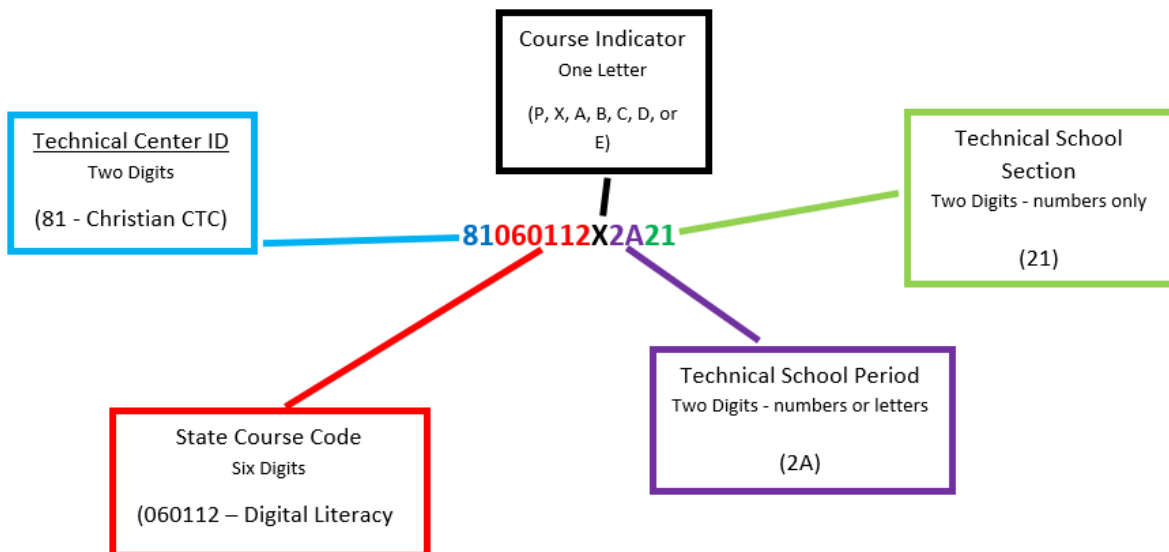 Course Indicator
One Letter
(P, X, A, B, C, D, or
E)
Technical Center ID
Two Digits
(81 - Christian CTC)
Technical School
Section
Two Digits - numbers only
(21)
81060112X2A21
Technical School Period
Two Digits - numbers or letters
(2A)
State Course Code
Six Digits
(060112 – Digital Literacy